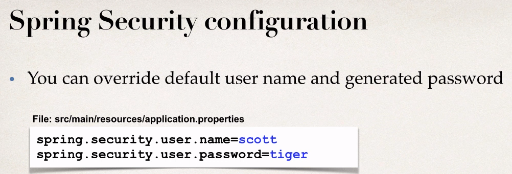 Spring Security configuration
• You can override default user name and generated password
File: src/main/resources/application.properties
spring.security.user.name=scott
spring.security.user.password=tiger